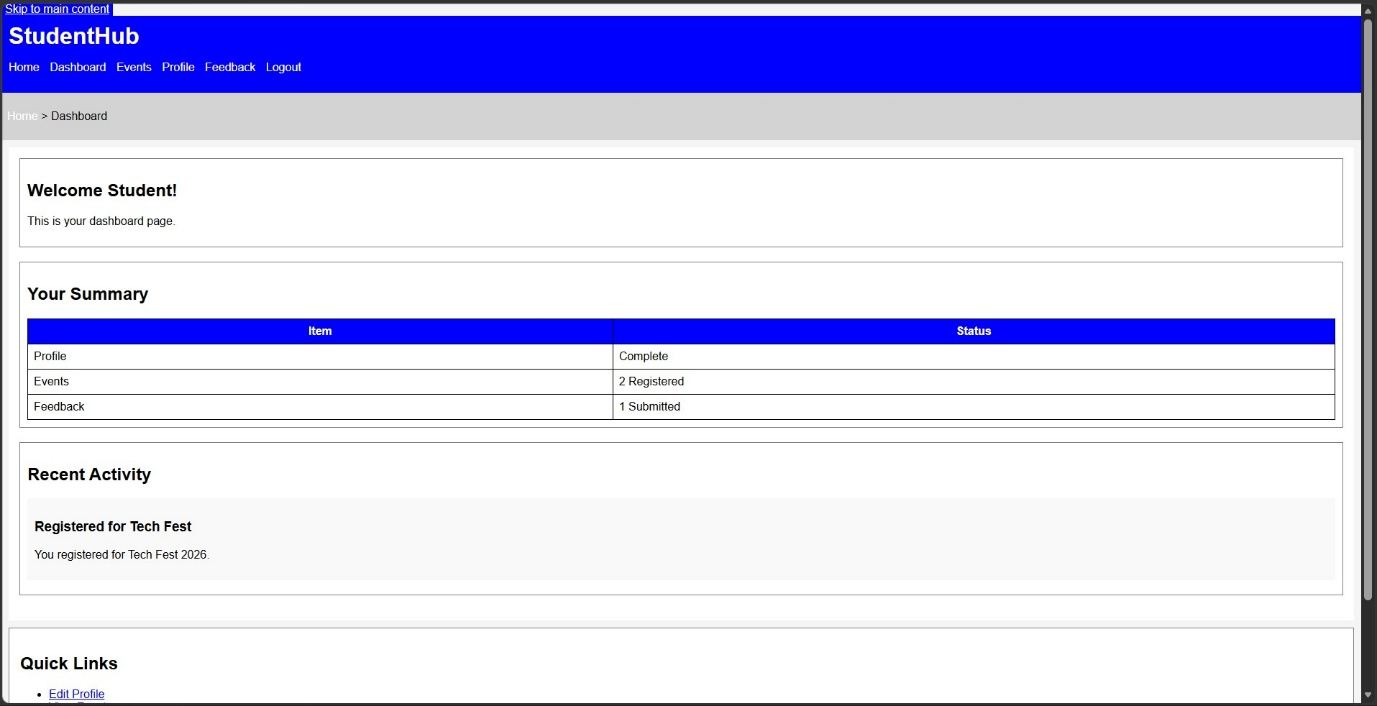 Skip to main content
StudentHub
Home Dashboard Events Profile Feedback Logout
Home > Dashboard
Welcome Student!
This is your dashboard page.
Your Summary
Item Status
Profile Complete
Events 2 Registered
Feedback 1 Submitted
Recent Activity
Registered for Tech Fest
You registered for Tech Fest 2026.
Quick Links
• Edit Profile